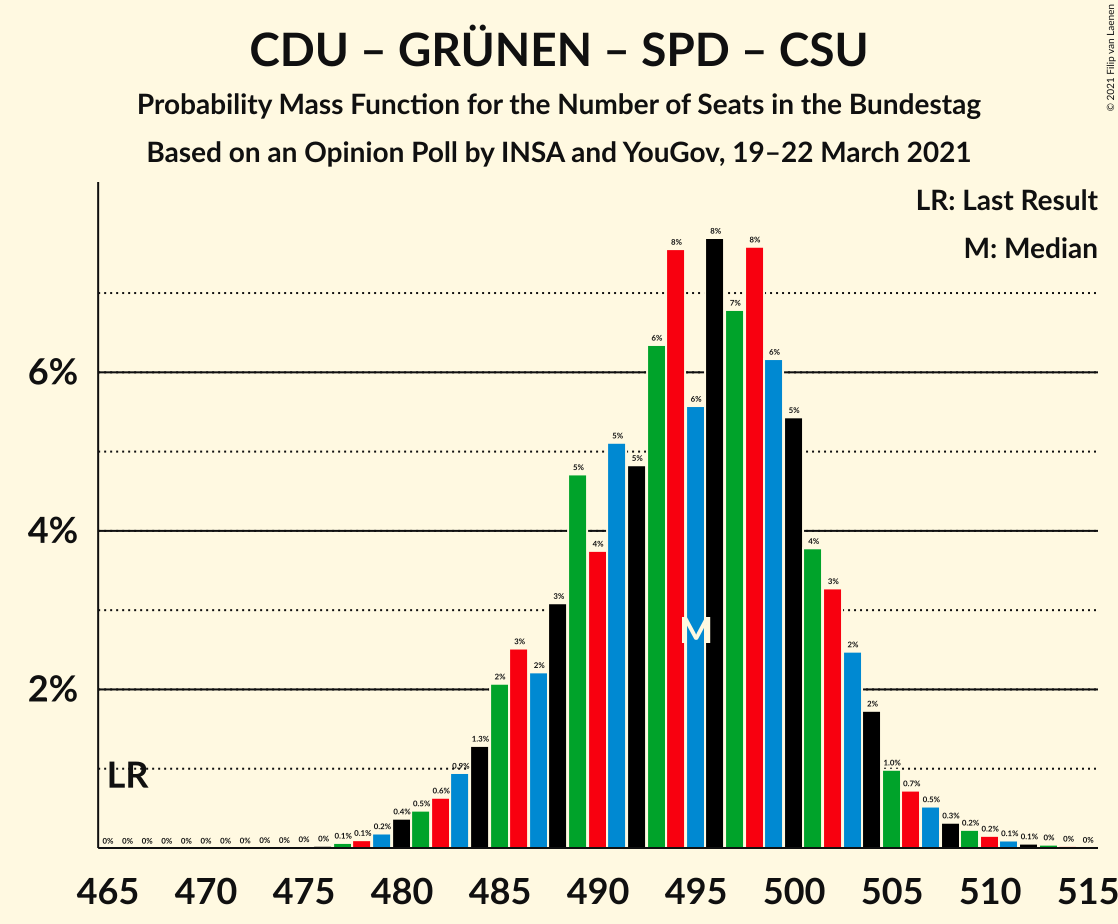 CDU – GRÜNEN – SPD – CSU
Probability Mass Function for the Number of Seats in the Bundestag
Based on an Opinion Poll by INSA and YouGov, 19–22 March 2021
© 2021 Filip van Laenen
LR: Last Result
M: Median
6%
4%
2%
LR
M
0% 0% 0% 0% 0% 0% 0% 0% 0% 0% 0% 0% 0.1% 0.1% 0.2% 0.4% 0.5% 0.6% 0.9% 1.3% 2% 3% 2% 3% 5% 4% 5% 5% 6% 8% 6% 8% 7% 8% 6% 5% 4% 3% 2% 2% 1.0% 0.7% 0.5% 0.3% 0.2% 0.2% 0.1% 0.1% 0% 0% 0%
465 470 475 480 485 490 495 500 505 510 515